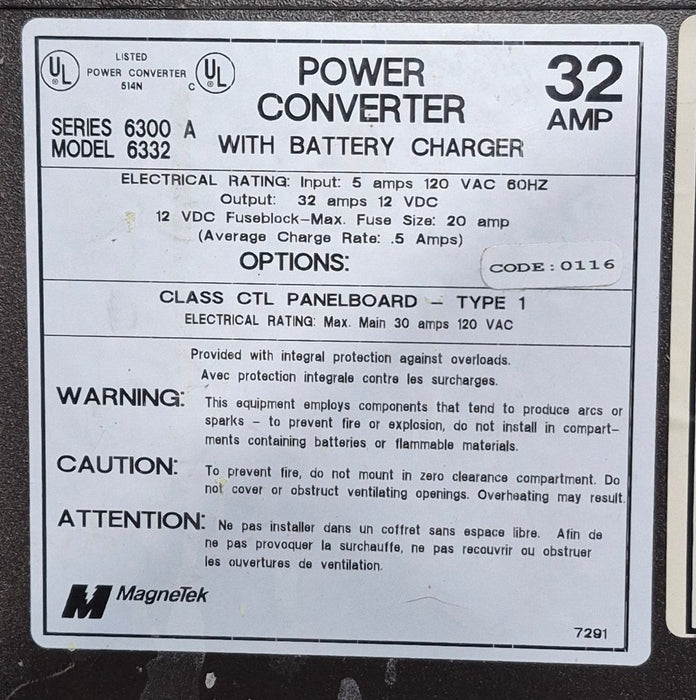 UL ® LISTED
POWER CONVERTER
614N
C UL ®
POWER
CONVERTER
WITH BATTERY CHARGER
32
AMP
SERIES 6300 A
MODEL 6332
ELECTRICAL RATING: Input: 5 amps 120 VAC 60HZ
Output: 32 amps 12 VDC
12 VDC Fuseblock-Max. Fuse Size: 20 amp
(Average Charge Rate: .5 Amps)
OPTIONS:
CODE:0116
CLASS CTL PANELBOARD - TYPE 1
ELECTRICAL RATING: Max. Main 30 amps 120 VAC
Provided with integral protection against overloads.
Avec protection integrale contre les surcharges.
WARNING: This equipment employs components that tend to produce arcs or
sparks - to prevent fire or explosion, do not install in compart-
ments containing batteries or flammable materials.
CAUTION: To prevent fire, do not mount in zero clearance compartment. Do
not cover or obstruct ventilating openings. Overheating may result.
ATTENTION: Ne pas installer dans un coffret sans espace libre. Afin de
ne pas provoquer la surchauffe, ne pas recouvrir ou obstruer
les ouvertures de ventilation.
MagneTek
7291